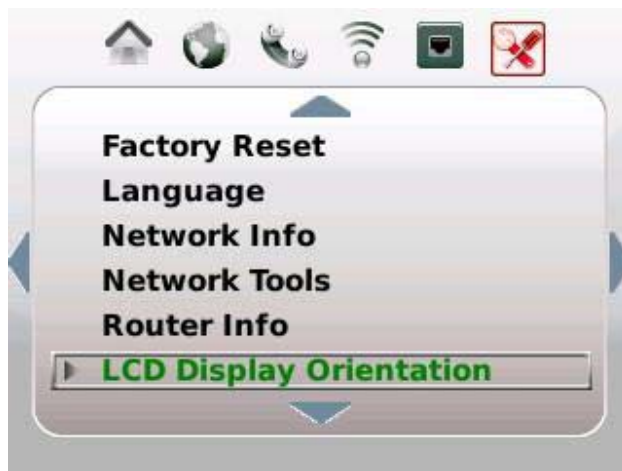 Factory Reset
Language
Network Info
Network Tools
Router Info
LCD Display Orientation